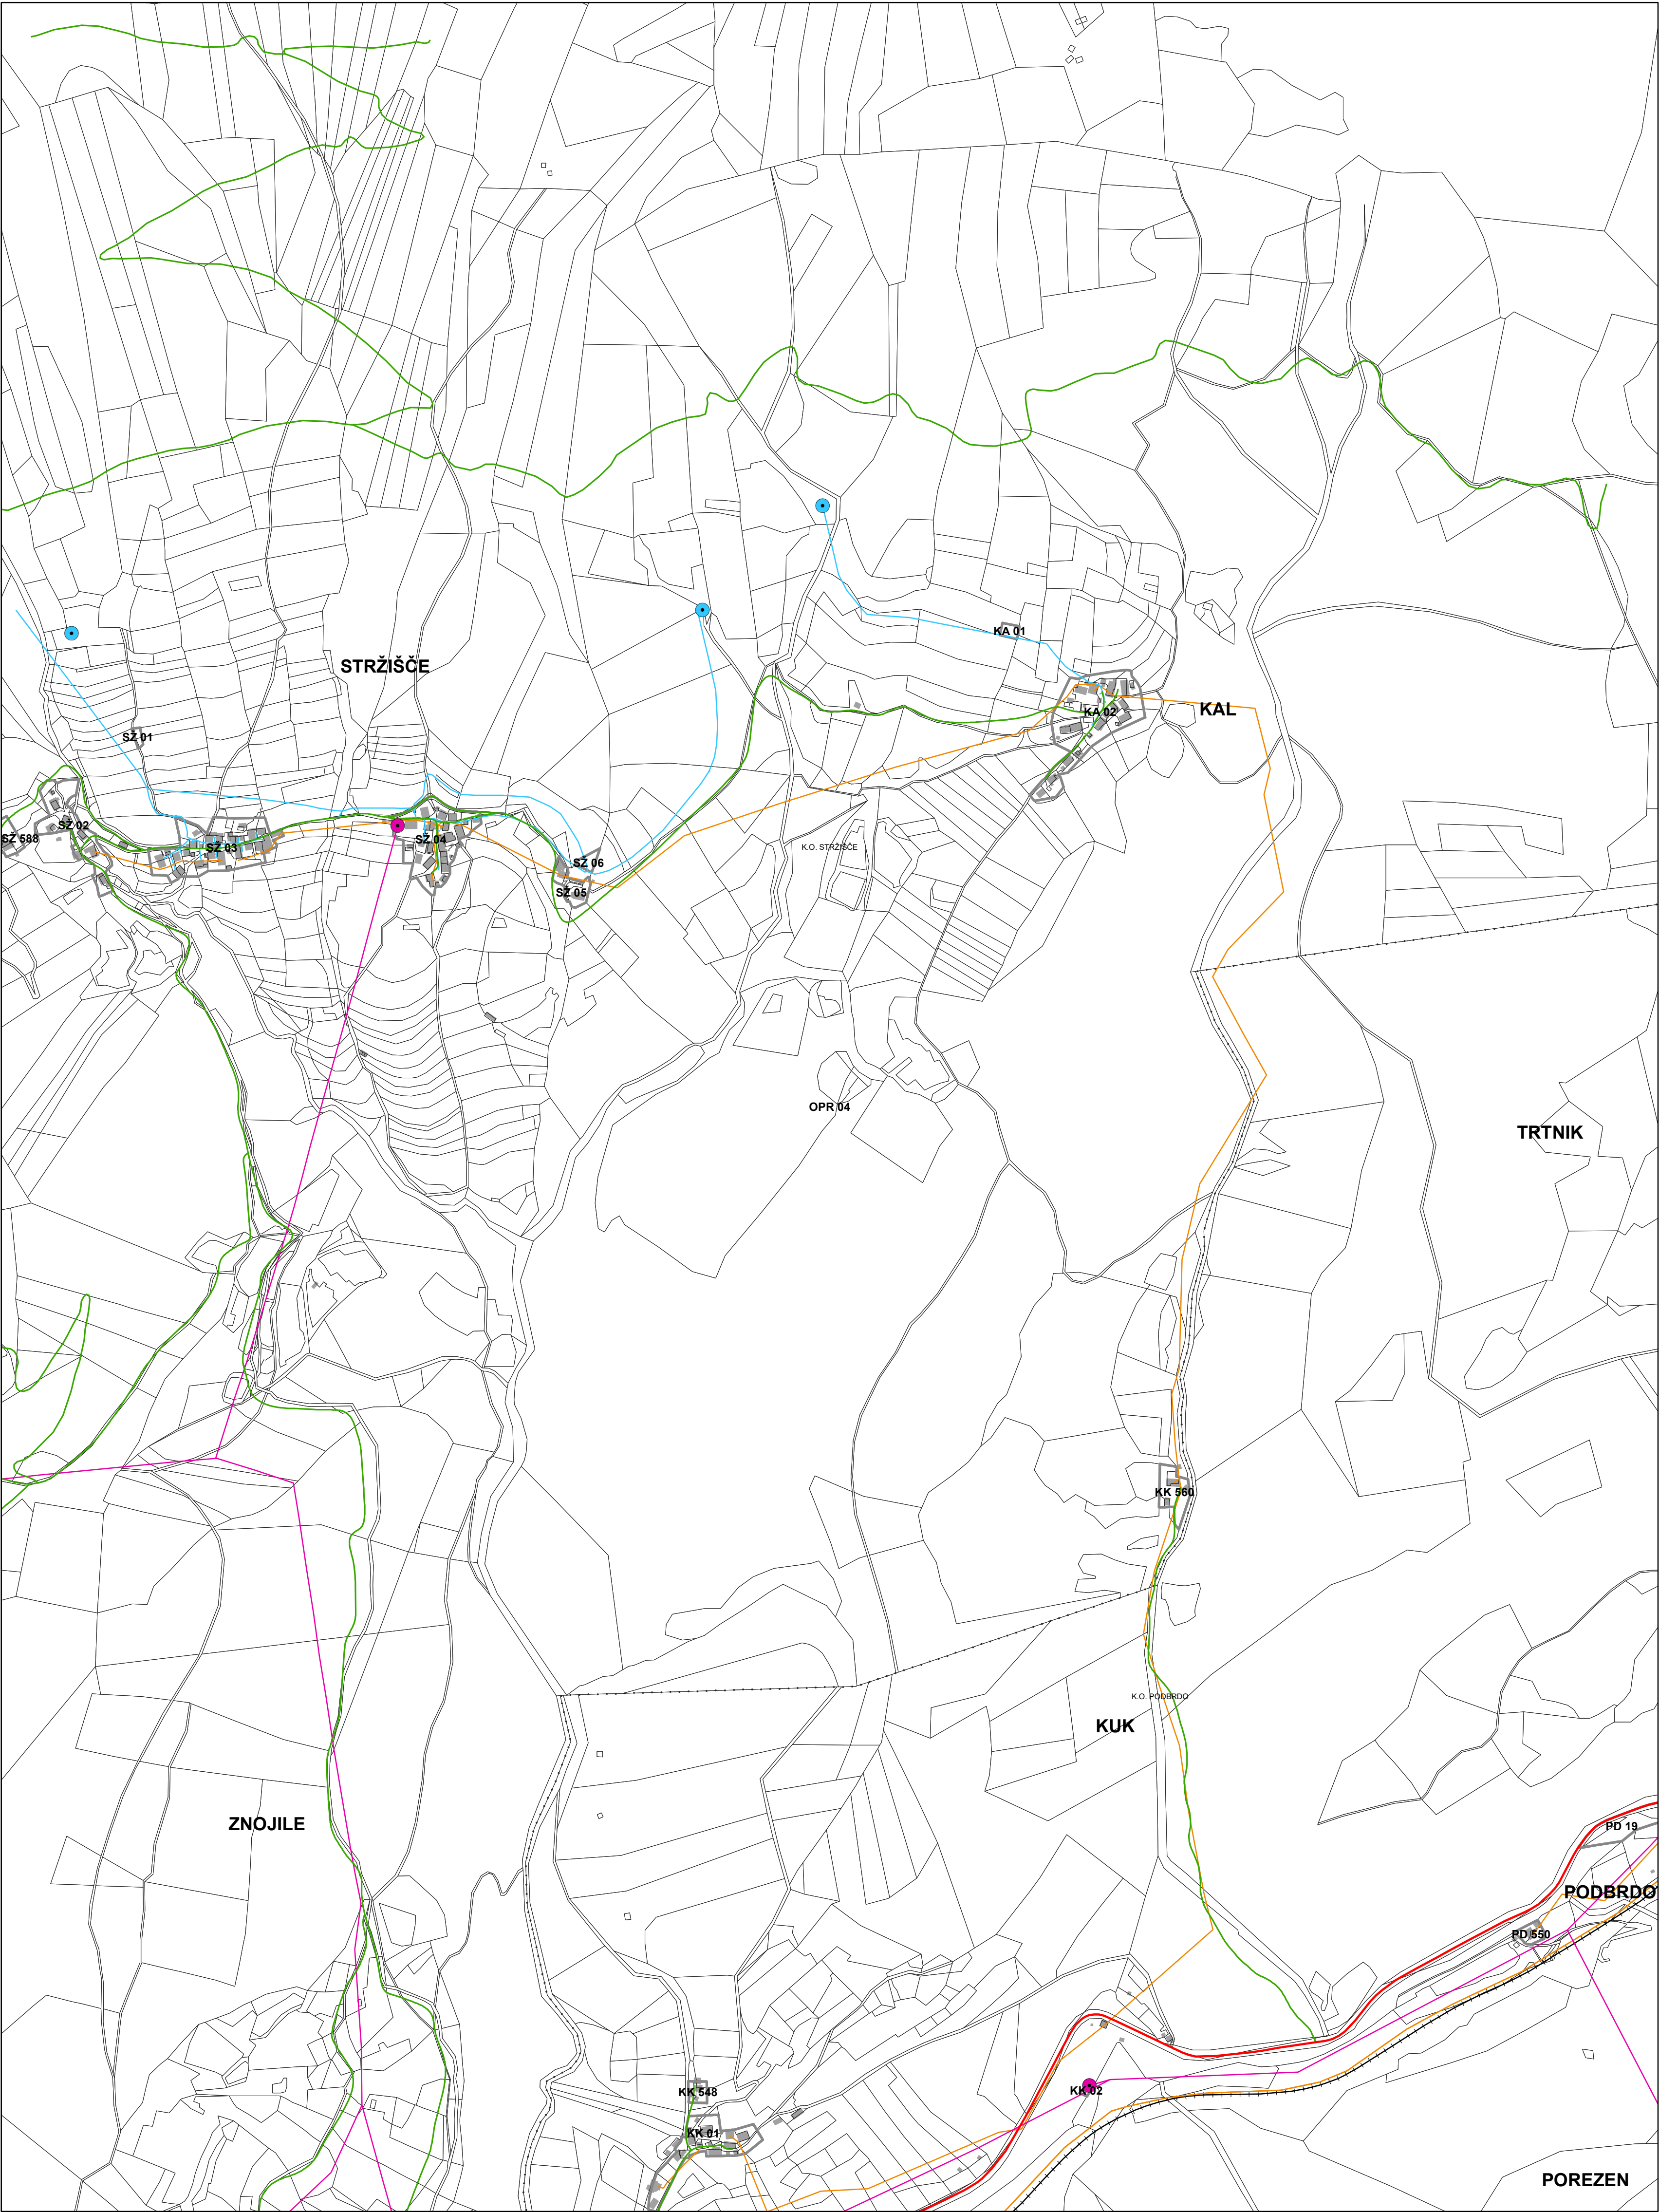 KA 01
STRŽIŠČE
KAL
KA 02
SŽ 01
SŽ 02
SŽ 588
SŽ 03
SŽ 04
K.O. STRŽIŠČE
SŽ 06
SŽ 05
OPR 04
TRTNIK
KK 560
K.O. PODBRDO
KUK
ZNOJILE
PD 19
PODBRDO
PD 550
KK 548
KK 02
KK 01
POREZEN